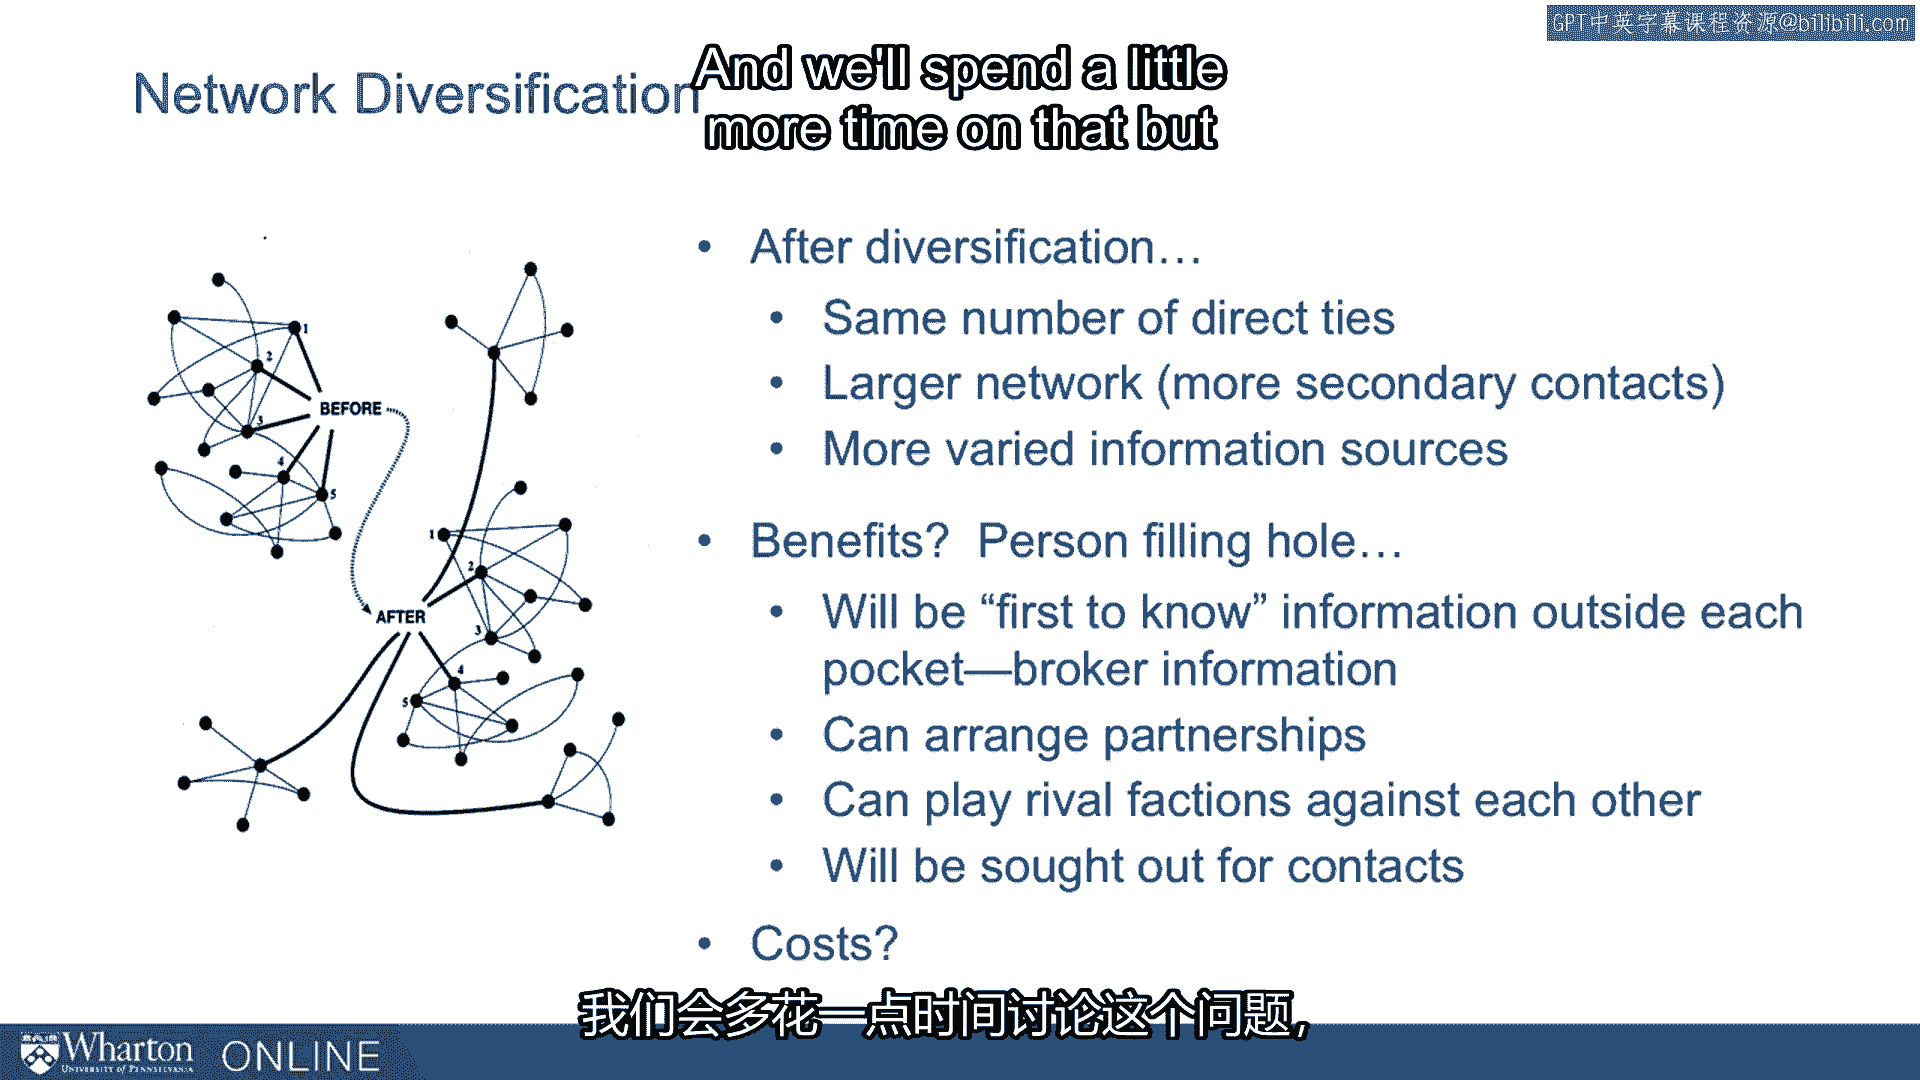 GPT中英字幕课程资源@bilibili.com
And we'll spend a little
more time on that but
Network Diversification
1
2
3
BEFORE
4
5
1
2
AFTER
3
4
5
• After diversification…
• Same number of direct ties
• Larger network (more secondary contacts)
• More varied information sources
• Benefits? Person filling hole…
• Will be “first to know” information outside each
pocket—broker information
• Can arrange partnerships
• Can play rival factions against each other
• Will be sought out for contacts
• Costs?
我们会多花一点时间讨论这个问题，
Wharton
UNIVERSITY of PENNSYLVANIA
ONLINE